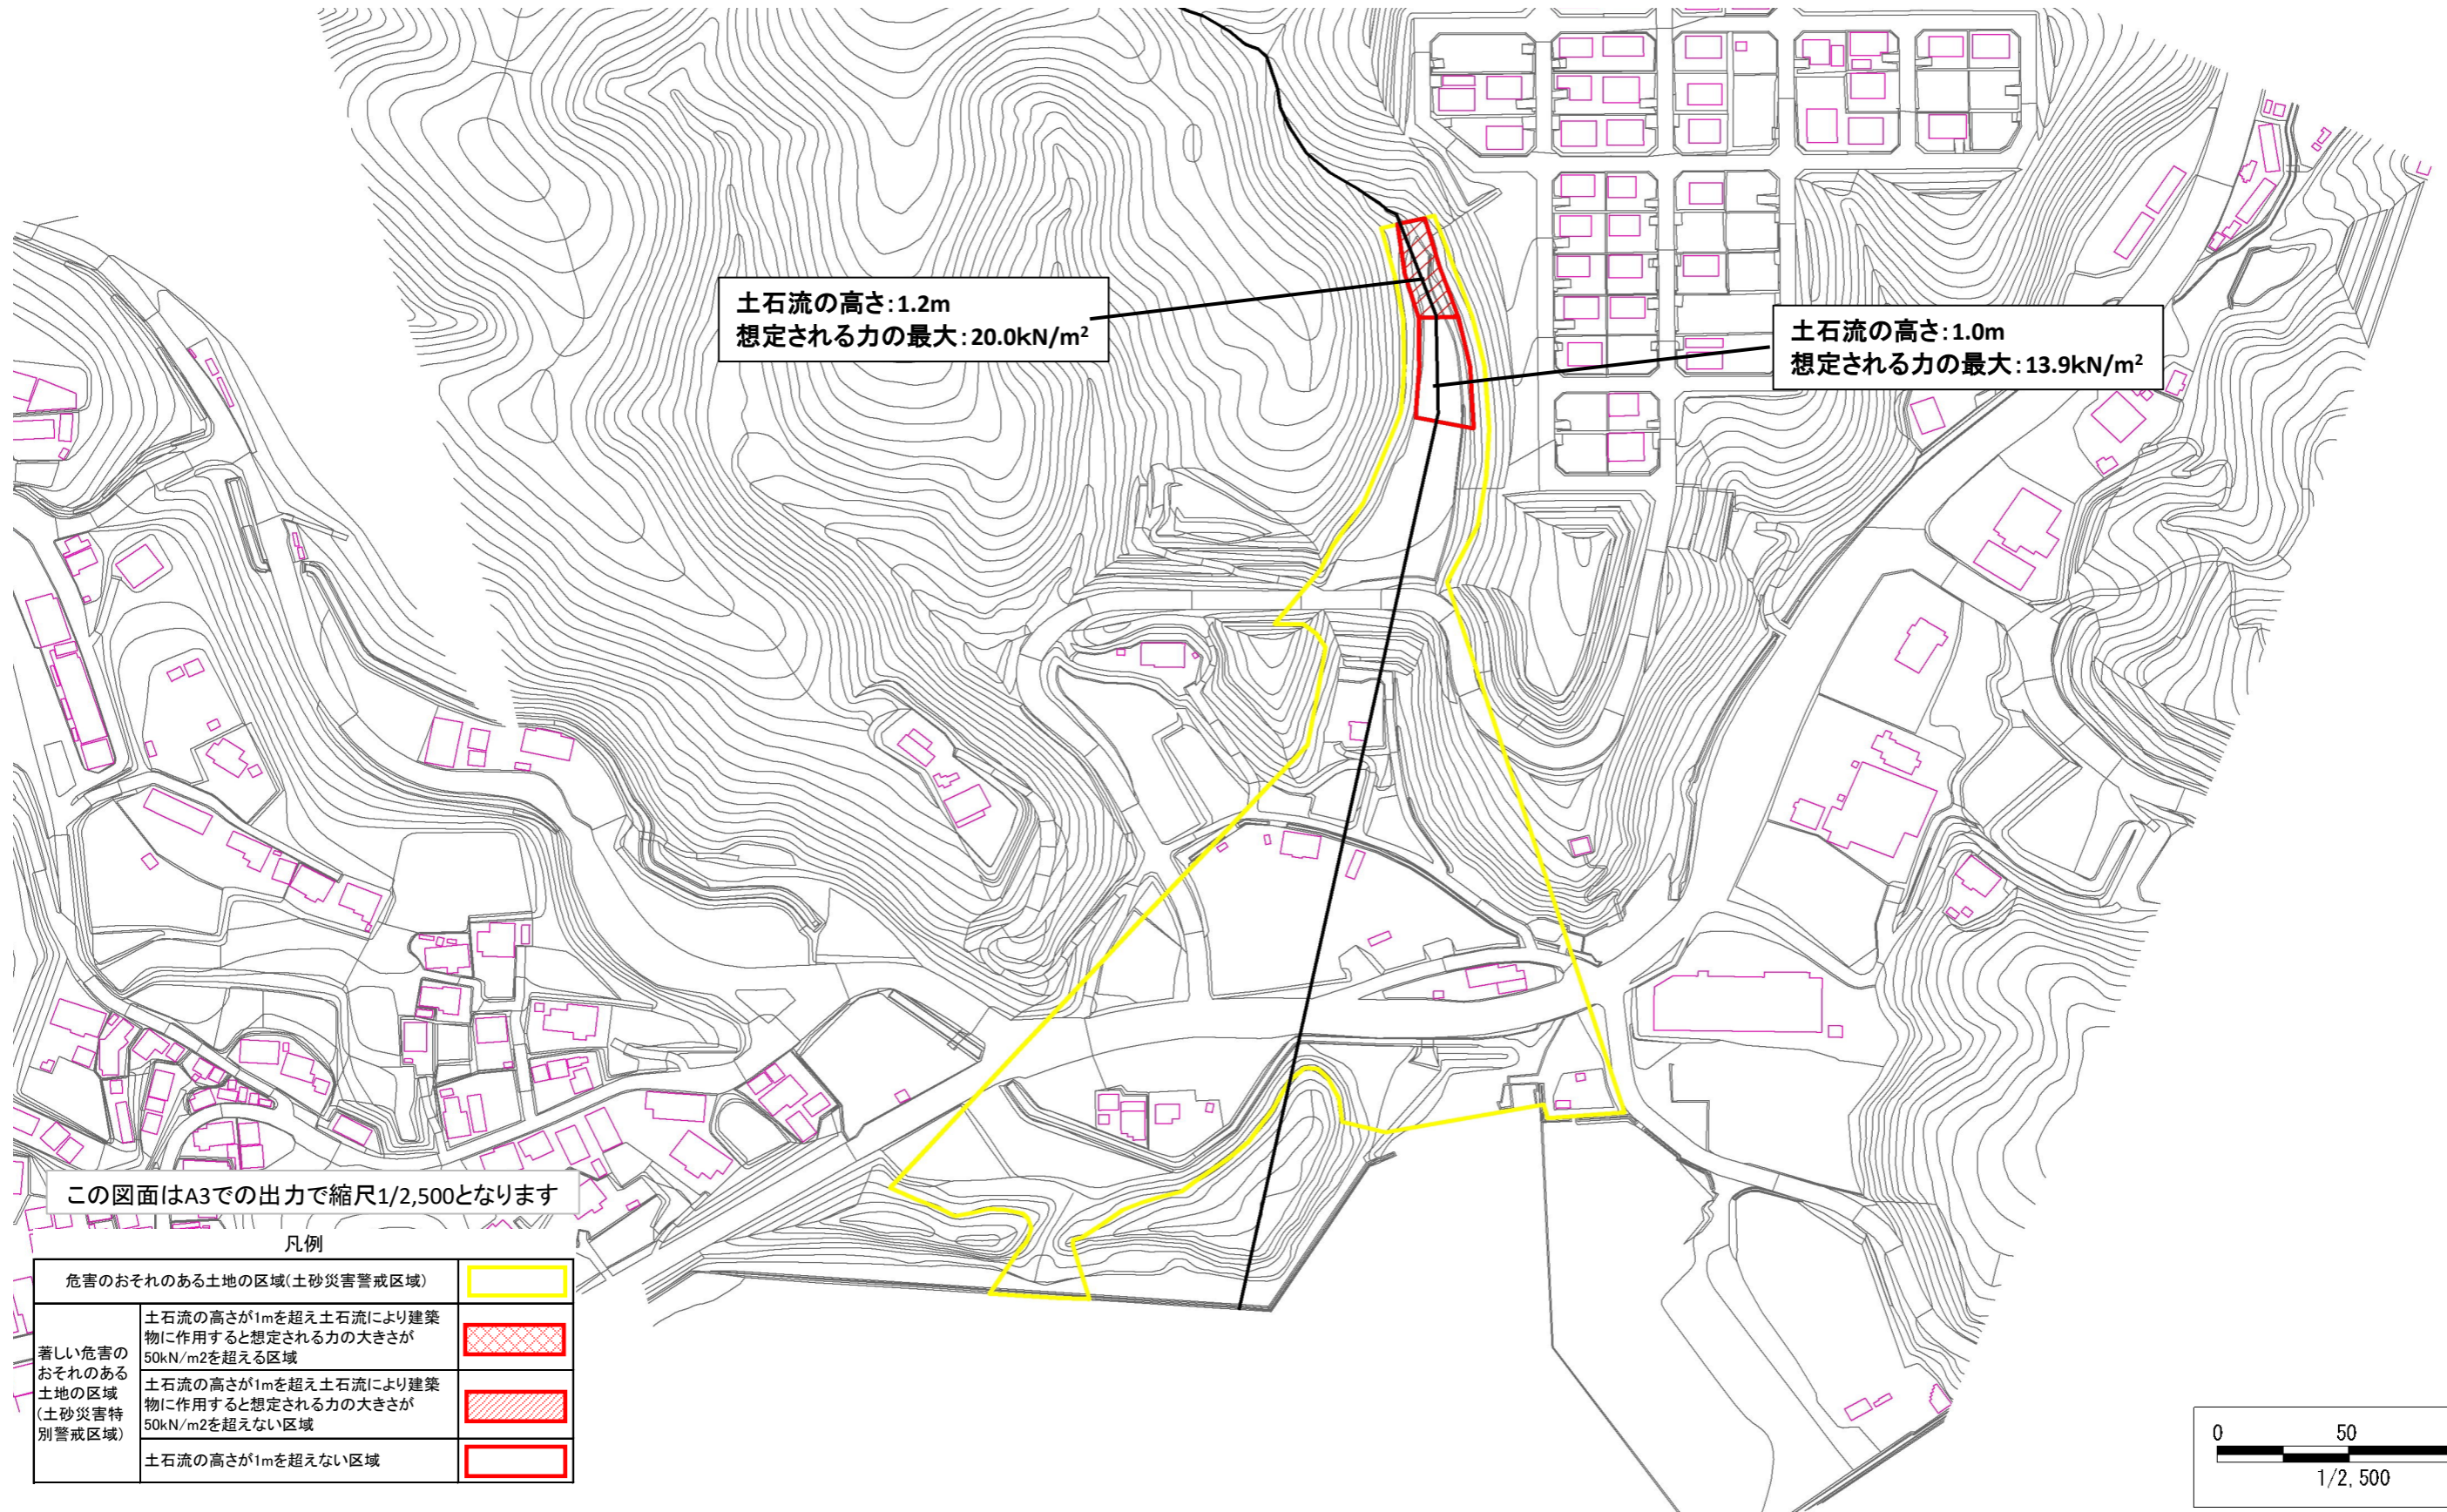 土石流の高さ:1.2m
想定される力の最大:20.0kN/m²
土石流の高さ:1.0m
想定される力の最大:13.9kN/m²
この図面はA3での出力で縮尺1/2,500となります
凡例
危害のおそれのある土地の区域(土砂災害警戒区域)
著しい危害の
おそれのある
土地の区域
(土砂災害特
別警戒区域)
土石流の高さが1mを超え土石流により建築
物に作用すると想定される力の大きさが
50kN/m2を超える区域
土石流の高さが1mを超え土石流により建築
物に作用すると想定される力の大きさが
50kN/m2を超えない区域
土石流の高さが1mを超えない区域
0 50
1/2,500